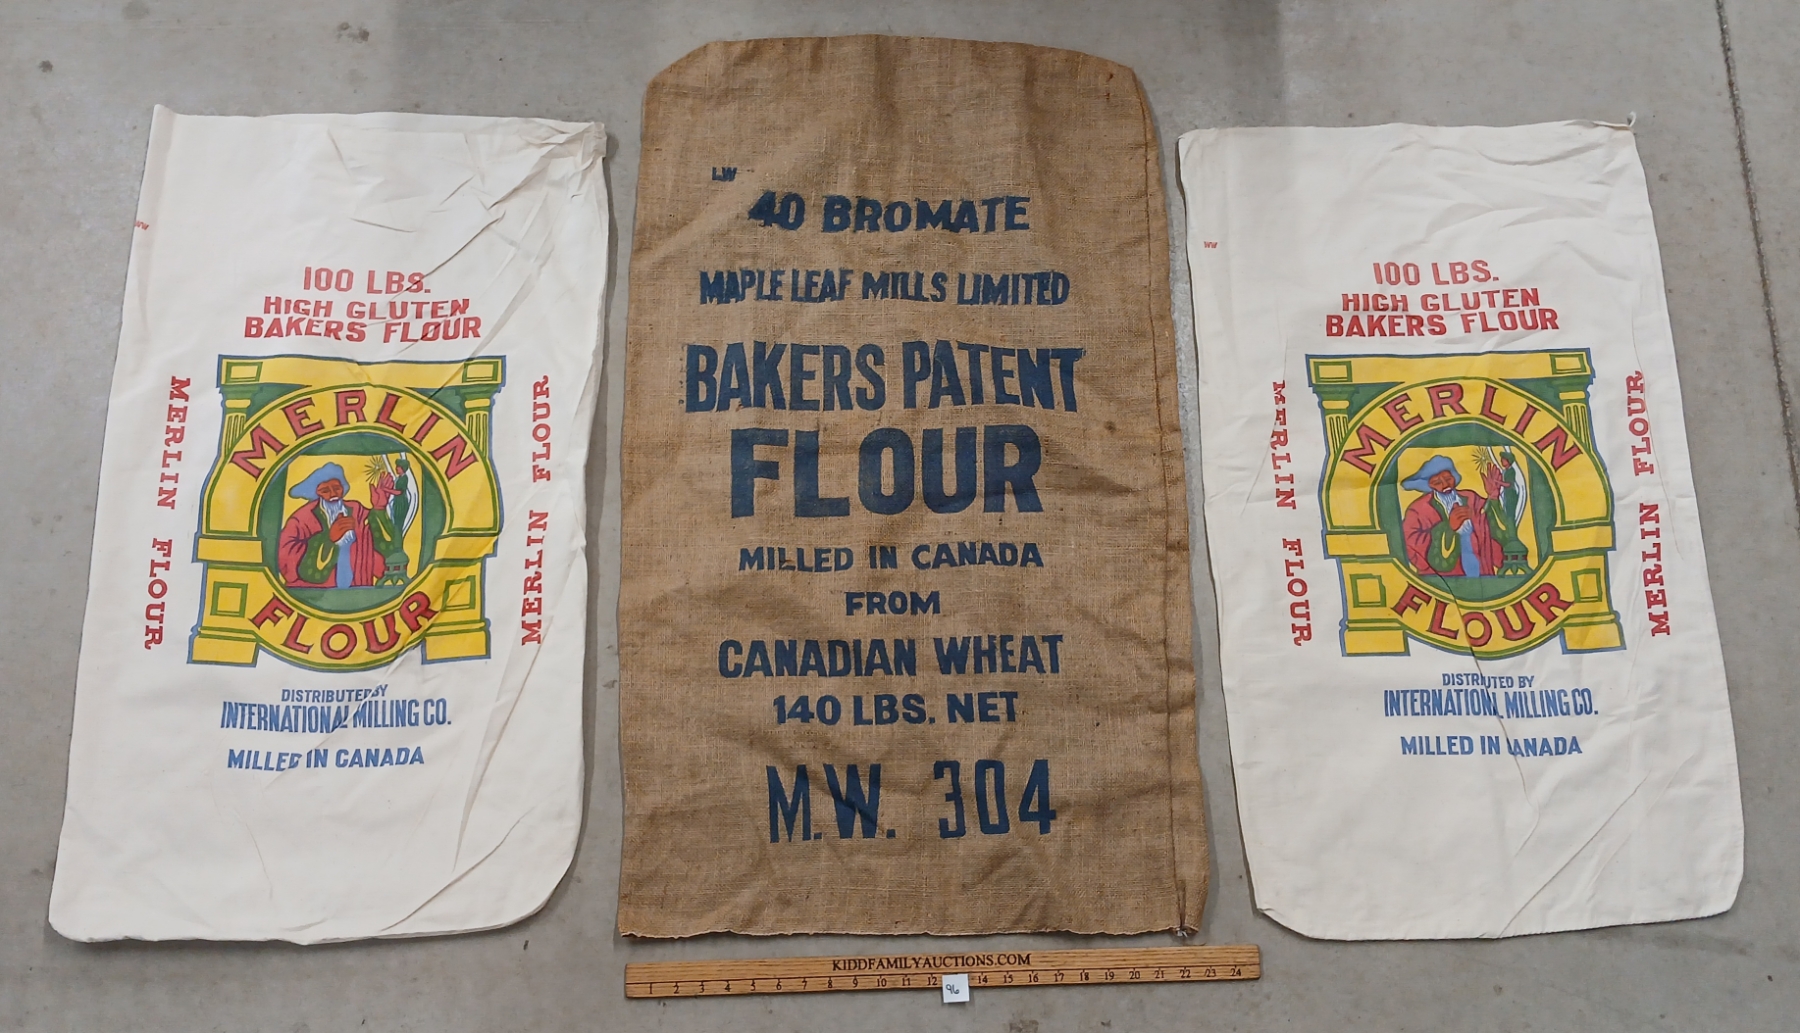 WW
100 LBS.
HIGH GLUTEN
BAKERS FLOUR
MERLIN FLOUR
MERLIN
FLOUR
MERLIN FLOUR
DISTRIBUTED BY
INTERNATIONAL MILLING CO.
MILLED IN CANADA
LW
40 BROMATE
MAPLE LEAF MILLS LIMITED
BAKERS PATENT
FLOUR
MILLED IN CANADA
FROM
CANADIAN WHEAT
140 LBS. NET
M.W. 304
WW
100 LBS.
HIGH GLUTEN
BAKERS FLOUR
MERLIN FLOUR
MERLIN
FLOUR
MERLIN FLOUR
DISTRIBUTED BY
INTERNATIONAL MILLING CO.
MILLED IN CANADA
KIDDFAMILYAUCTIONS.COM
1 2 3 4 5 6 7 8 9 10 11 12 14 15 16 17 18 19 20 21 22 23 24
96